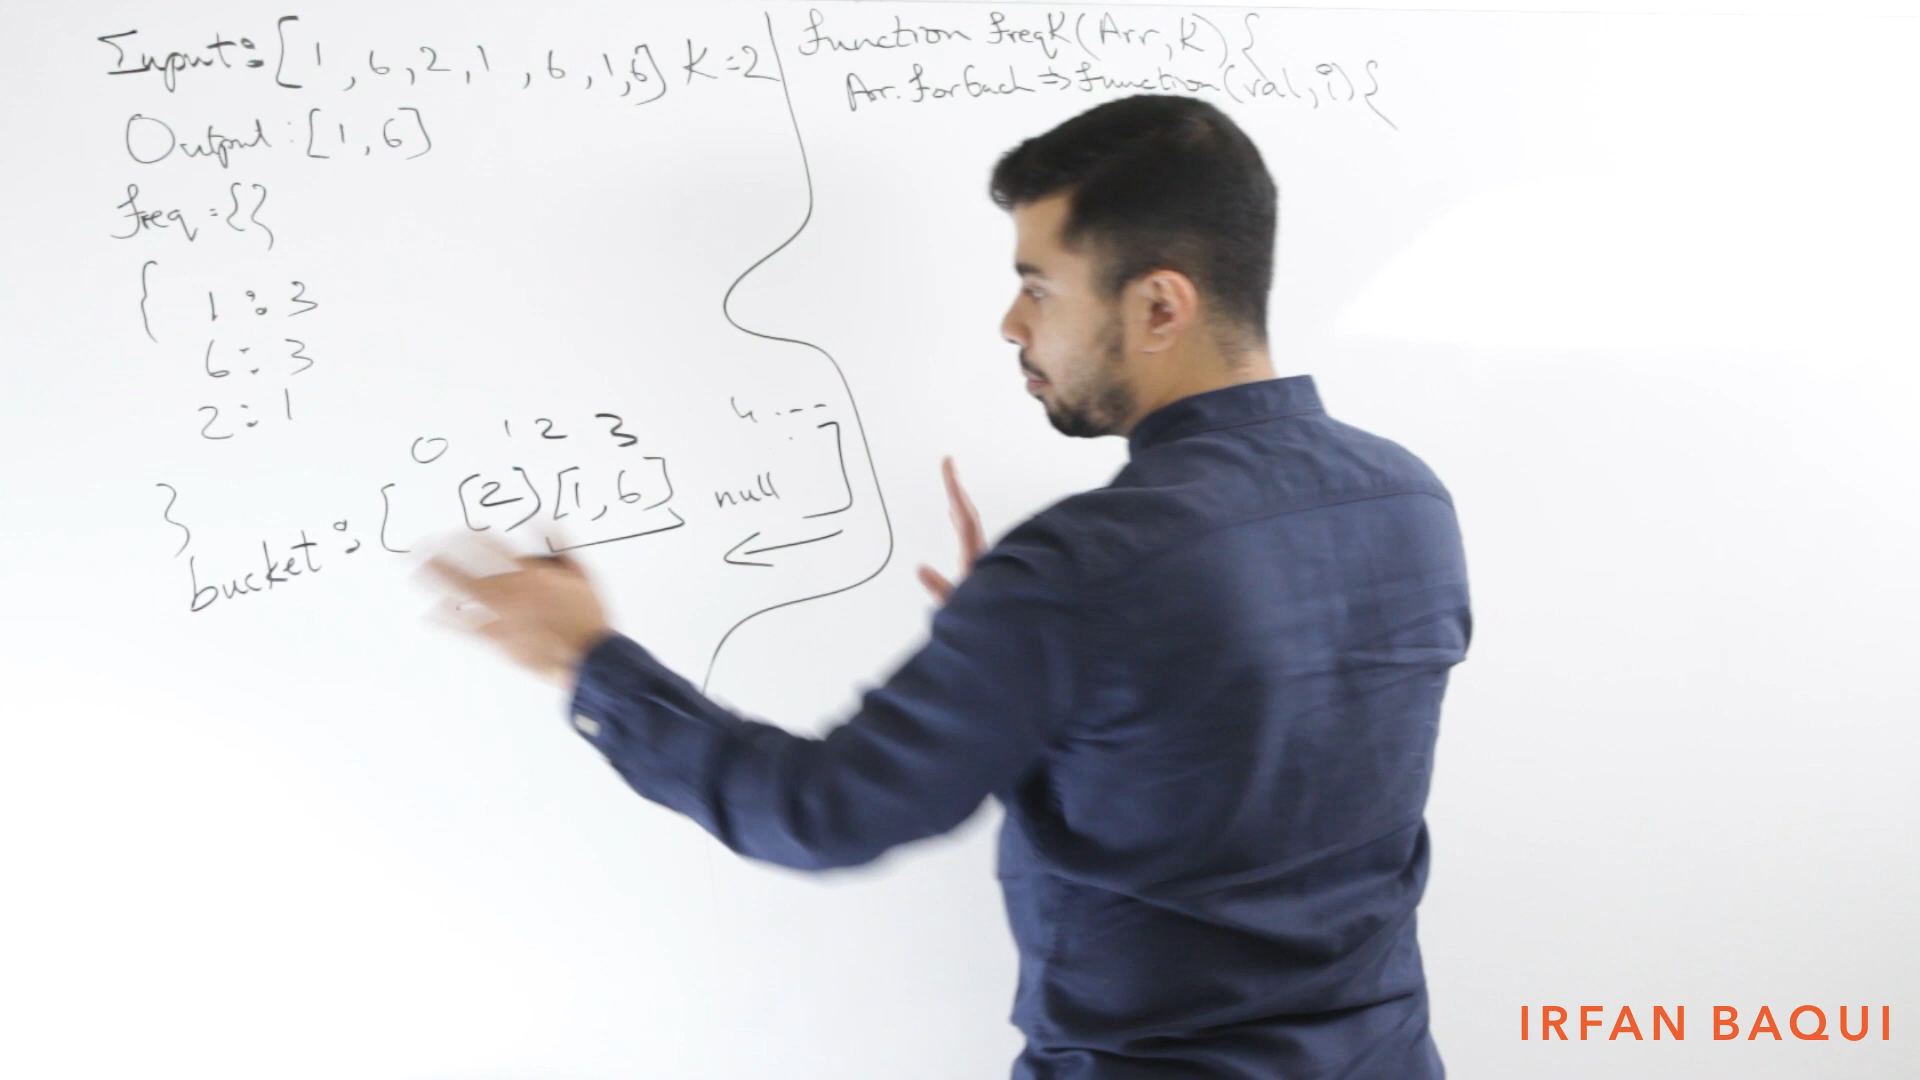 Input: [1, 6, 2, 1, 6, 1, 6] K=2
Output: [1, 6]
freq = {}
{ 1 : 3
6 : 3
2 : 1
}
0 1 2 3 4 ...
bucket : [ [2] [1, 6] null ]
function freqK(Arr, K) {
Arr.forEach => function(val, i) {
IRFAN BAQUI